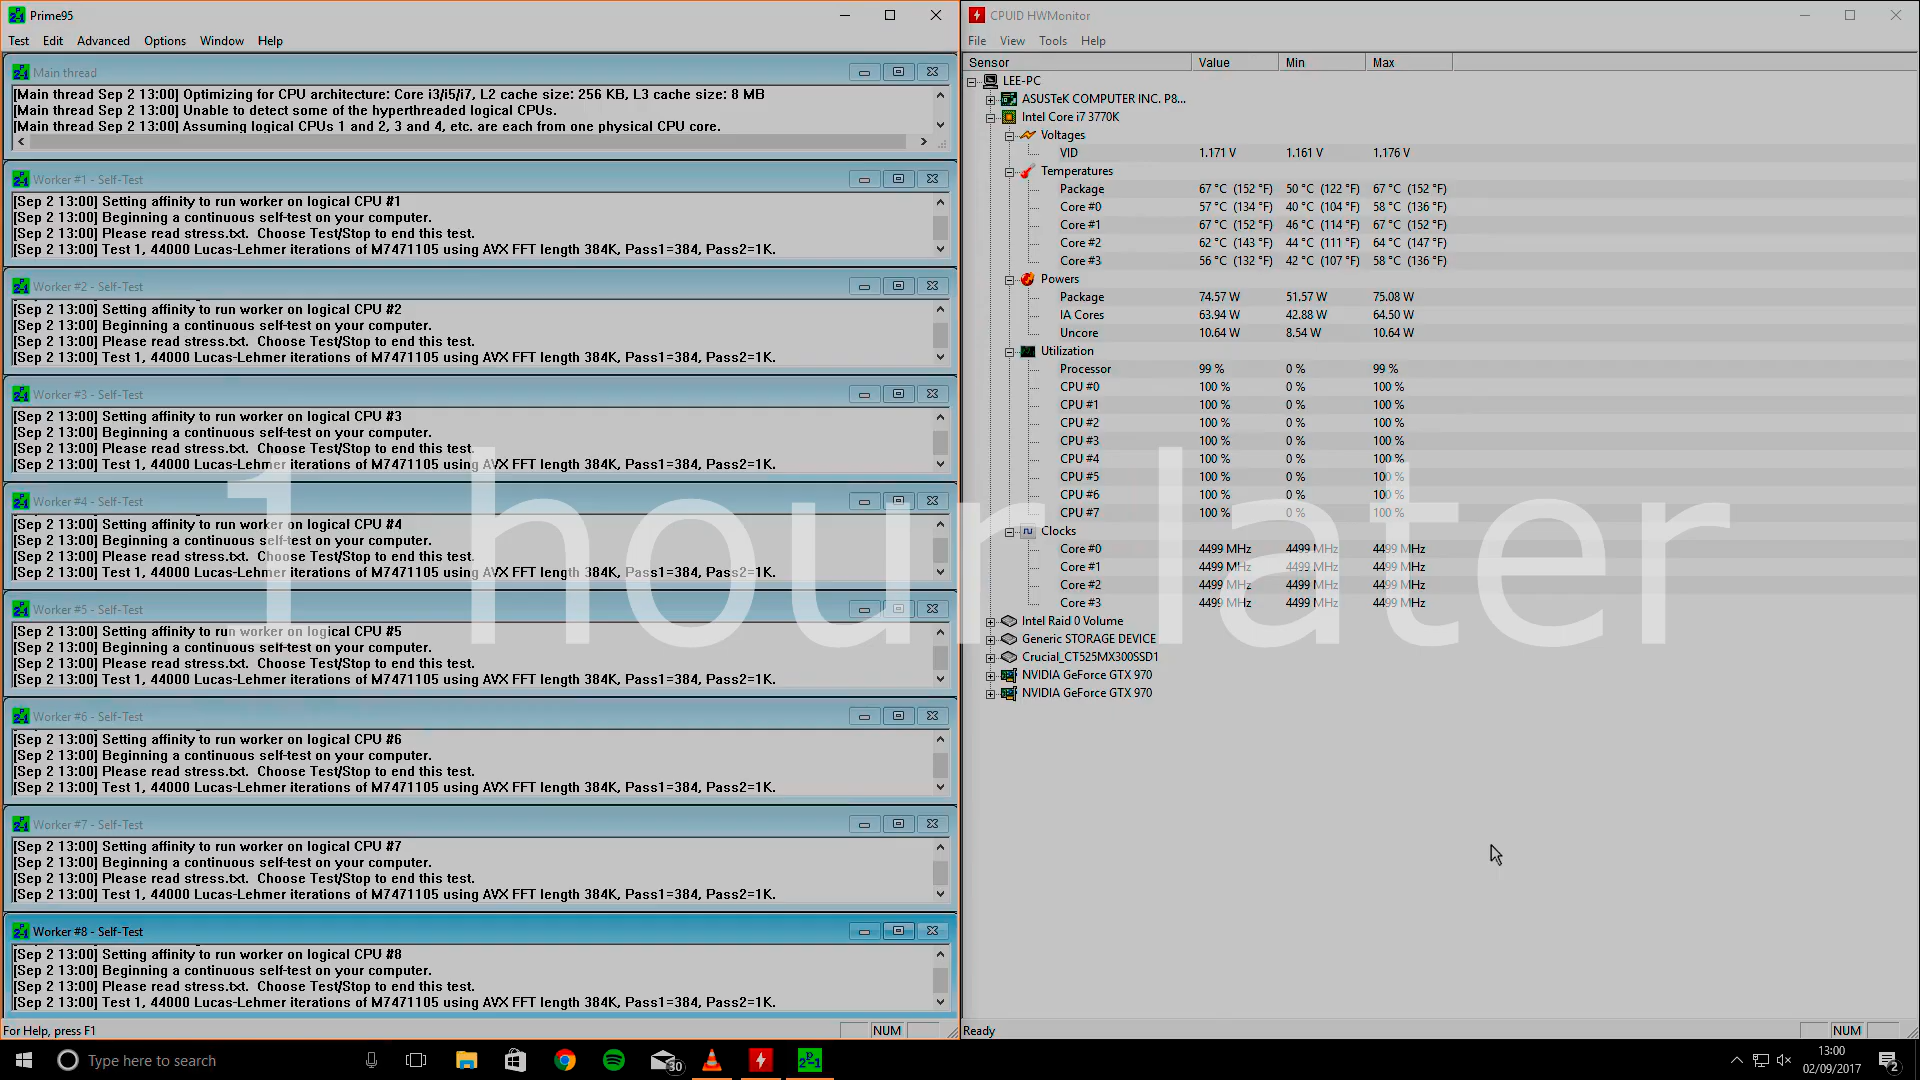 Prime95
Test Edit Advanced Options Window Help
Main thread
[Main thread Sep 2 13:00] Optimizing for CPU architecture: Core i3/i5/i7, L2 cache size: 256 KB, L3 cache size: 8 MB
[Main thread Sep 2 13:00] Unable to detect some of the hyperthreaded logical CPUs.
[Main thread Sep 2 13:00] Assuming logical CPUs 1 and 2, 3 and 4, etc. are each from one physical CPU core.
Worker #1 - Self-Test
[Sep 2 13:00] Setting affinity to run worker on logical CPU #1
[Sep 2 13:00] Beginning a continuous self-test on your computer.
[Sep 2 13:00] Please read stress.txt. Choose Test/Stop to end this test.
[Sep 2 13:00] Test 1, 44000 Lucas-Lehmer iterations of M7471105 using AVX FFT length 384K, Pass1=384, Pass2=1K.
Worker #2 - Self-Test
[Sep 2 13:00] Setting affinity to run worker on logical CPU #2
[Sep 2 13:00] Beginning a continuous self-test on your computer.
[Sep 2 13:00] Please read stress.txt. Choose Test/Stop to end this test.
[Sep 2 13:00] Test 1, 44000 Lucas-Lehmer iterations of M7471105 using AVX FFT length 384K, Pass1=384, Pass2=1K.
Worker #3 - Self-Test
[Sep 2 13:00] Setting affinity to run worker on logical CPU #3
[Sep 2 13:00] Beginning a continuous self-test on your computer.
[Sep 2 13:00] Please read stress.txt. Choose Test/Stop to end this test.
[Sep 2 13:00] Test 1, 44000 Lucas-Lehmer iterations of M7471105 using AVX FFT length 384K, Pass1=384, Pass2=1K.
Worker #4 - Self-Test
[Sep 2 13:00] Setting affinity to run worker on logical CPU #4
[Sep 2 13:00] Beginning a continuous self-test on your computer.
[Sep 2 13:00] Please read stress.txt. Choose Test/Stop to end this test.
[Sep 2 13:00] Test 1, 44000 Lucas-Lehmer iterations of M7471105 using AVX FFT length 384K, Pass1=384, Pass2=1K.
Worker #5 - Self-Test
[Sep 2 13:00] Setting affinity to run worker on logical CPU #5
[Sep 2 13:00] Beginning a continuous self-test on your computer.
[Sep 2 13:00] Please read stress.txt. Choose Test/Stop to end this test.
[Sep 2 13:00] Test 1, 44000 Lucas-Lehmer iterations of M7471105 using AVX FFT length 384K, Pass1=384, Pass2=1K.
Worker #6 - Self-Test
[Sep 2 13:00] Setting affinity to run worker on logical CPU #6
[Sep 2 13:00] Beginning a continuous self-test on your computer.
[Sep 2 13:00] Please read stress.txt. Choose Test/Stop to end this test.
[Sep 2 13:00] Test 1, 44000 Lucas-Lehmer iterations of M7471105 using AVX FFT length 384K, Pass1=384, Pass2=1K.
Worker #7 - Self-Test
[Sep 2 13:00] Setting affinity to run worker on logical CPU #7
[Sep 2 13:00] Beginning a continuous self-test on your computer.
[Sep 2 13:00] Please read stress.txt. Choose Test/Stop to end this test.
[Sep 2 13:00] Test 1, 44000 Lucas-Lehmer iterations of M7471105 using AVX FFT length 384K, Pass1=384, Pass2=1K.
Worker #8 - Self-Test
[Sep 2 13:00] Setting affinity to run worker on logical CPU #8
[Sep 2 13:00] Beginning a continuous self-test on your computer.
[Sep 2 13:00] Please read stress.txt. Choose Test/Stop to end this test.
[Sep 2 13:00] Test 1, 44000 Lucas-Lehmer iterations of M7471105 using AVX FFT length 384K, Pass1=384, Pass2=1K.
For Help, press F1 NUM
CPUID HWMonitor
File View Tools Help
Sensor Value Min Max
LEE-PC
ASUSTeK COMPUTER INC. P8...
Intel Core i7 3770K
Voltages
VID 1.171 V 1.161 V 1.176 V
Temperatures
Package 67 °C (152 °F) 50 °C (122 °F) 67 °C (152 °F)
Core #0 57 °C (134 °F) 40 °C (104 °F) 58 °C (136 °F)
Core #1 67 °C (152 °F) 46 °C (114 °F) 67 °C (152 °F)
Core #2 62 °C (143 °F) 44 °C (111 °F) 64 °C (147 °F)
Core #3 56 °C (132 °F) 42 °C (107 °F) 58 °C (136 °F)
Powers
Package 74.57 W 51.57 W 75.08 W
IA Cores 63.94 W 42.88 W 64.50 W
Uncore 10.64 W 8.54 W 10.64 W
Utilization
Processor 99 % 0 % 99 %
CPU #0 100 % 0 % 100 %
CPU #1 100 % 0 % 100 %
CPU #2 100 % 0 % 100 %
CPU #3 100 % 0 % 100 %
CPU #4 100 % 0 % 100 %
CPU #5 100 % 0 % 100 %
CPU #6 100 % 0 % 100 %
CPU #7 100 % 0 % 100 %
Clocks
Core #0 4499 MHz 4499 MHz 4499 MHz
Core #1 4499 MHz 4499 MHz 4499 MHz
Core #2 4499 MHz 4499 MHz 4499 MHz
Core #3 4499 MHz 4499 MHz 4499 MHz
Intel Raid 0 Volume
Generic STORAGE DEVICE
Crucial_CT525MX300SSD1
NVIDIA GeForce GTX 970
NVIDIA GeForce GTX 970
Ready NUM
1 hour later
Type here to search
30
13:00
02/09/2017
2